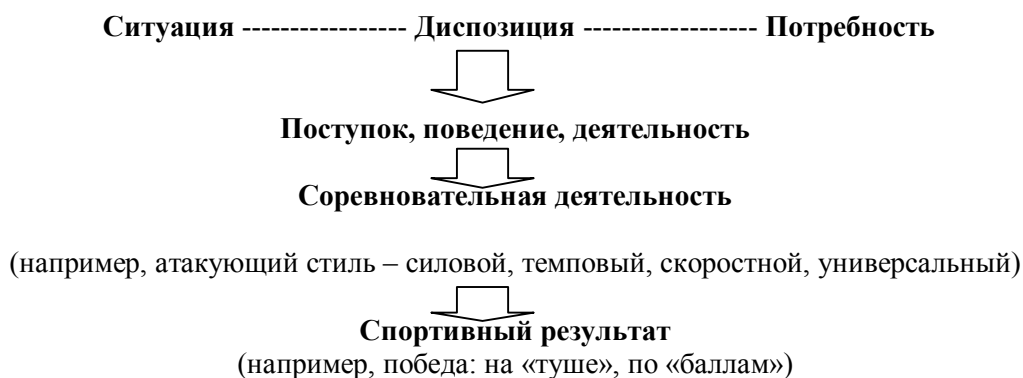 Ситуация ----------------- Диспозиция ------------------ Потребность
Поступок, поведение, деятельность
Соревновательная деятельность
(например, атакующий стиль – силовой, темповый, скоростной, универсальный)
Спортивный результат
(например, победа: на «туше», по «баллам»)